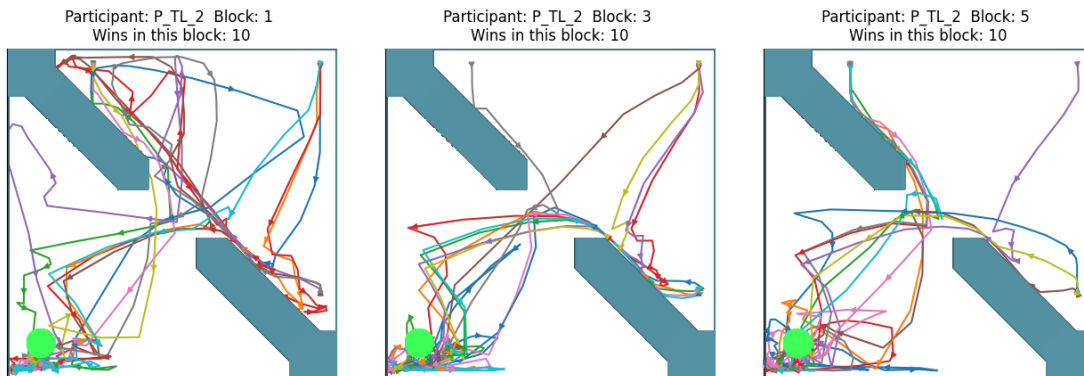 Participant: P_TL_2  Block: 1
Wins in this block: 10
Participant: P_TL_2  Block: 3
Wins in this block: 10
Participant: P_TL_2  Block: 5
Wins in this block: 10